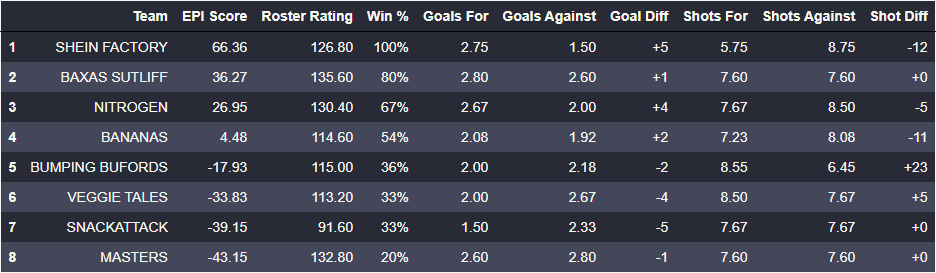 Team EPI Score Roster Rating Win % Goals For Goals Against Goal Diff Shots For Shots Against Shot Diff
1 SHEIN FACTORY 66.36 126.80 100% 2.75 1.50 +5 5.75 8.75 -12
2 BAXAS SUTLIFF 36.27 135.60 80% 2.80 2.60 +1 7.60 7.60 +0
3 NITROGEN 26.95 130.40 67% 2.67 2.00 +4 7.67 8.50 -5
4 BANANAS 4.48 114.60 54% 2.08 1.92 +2 7.23 8.08 -11
5 BUMPING BUFORDS -17.93 115.00 36% 2.00 2.18 -2 8.55 6.45 +23
6 VEGGIE TALES -33.83 113.20 33% 2.00 2.67 -4 8.50 7.67 +5
7 SNACKATTACK -39.15 91.60 33% 1.50 2.33 -5 7.67 7.67 +0
8 MASTERS -43.15 132.80 20% 2.60 2.80 -1 7.60 7.60 +0